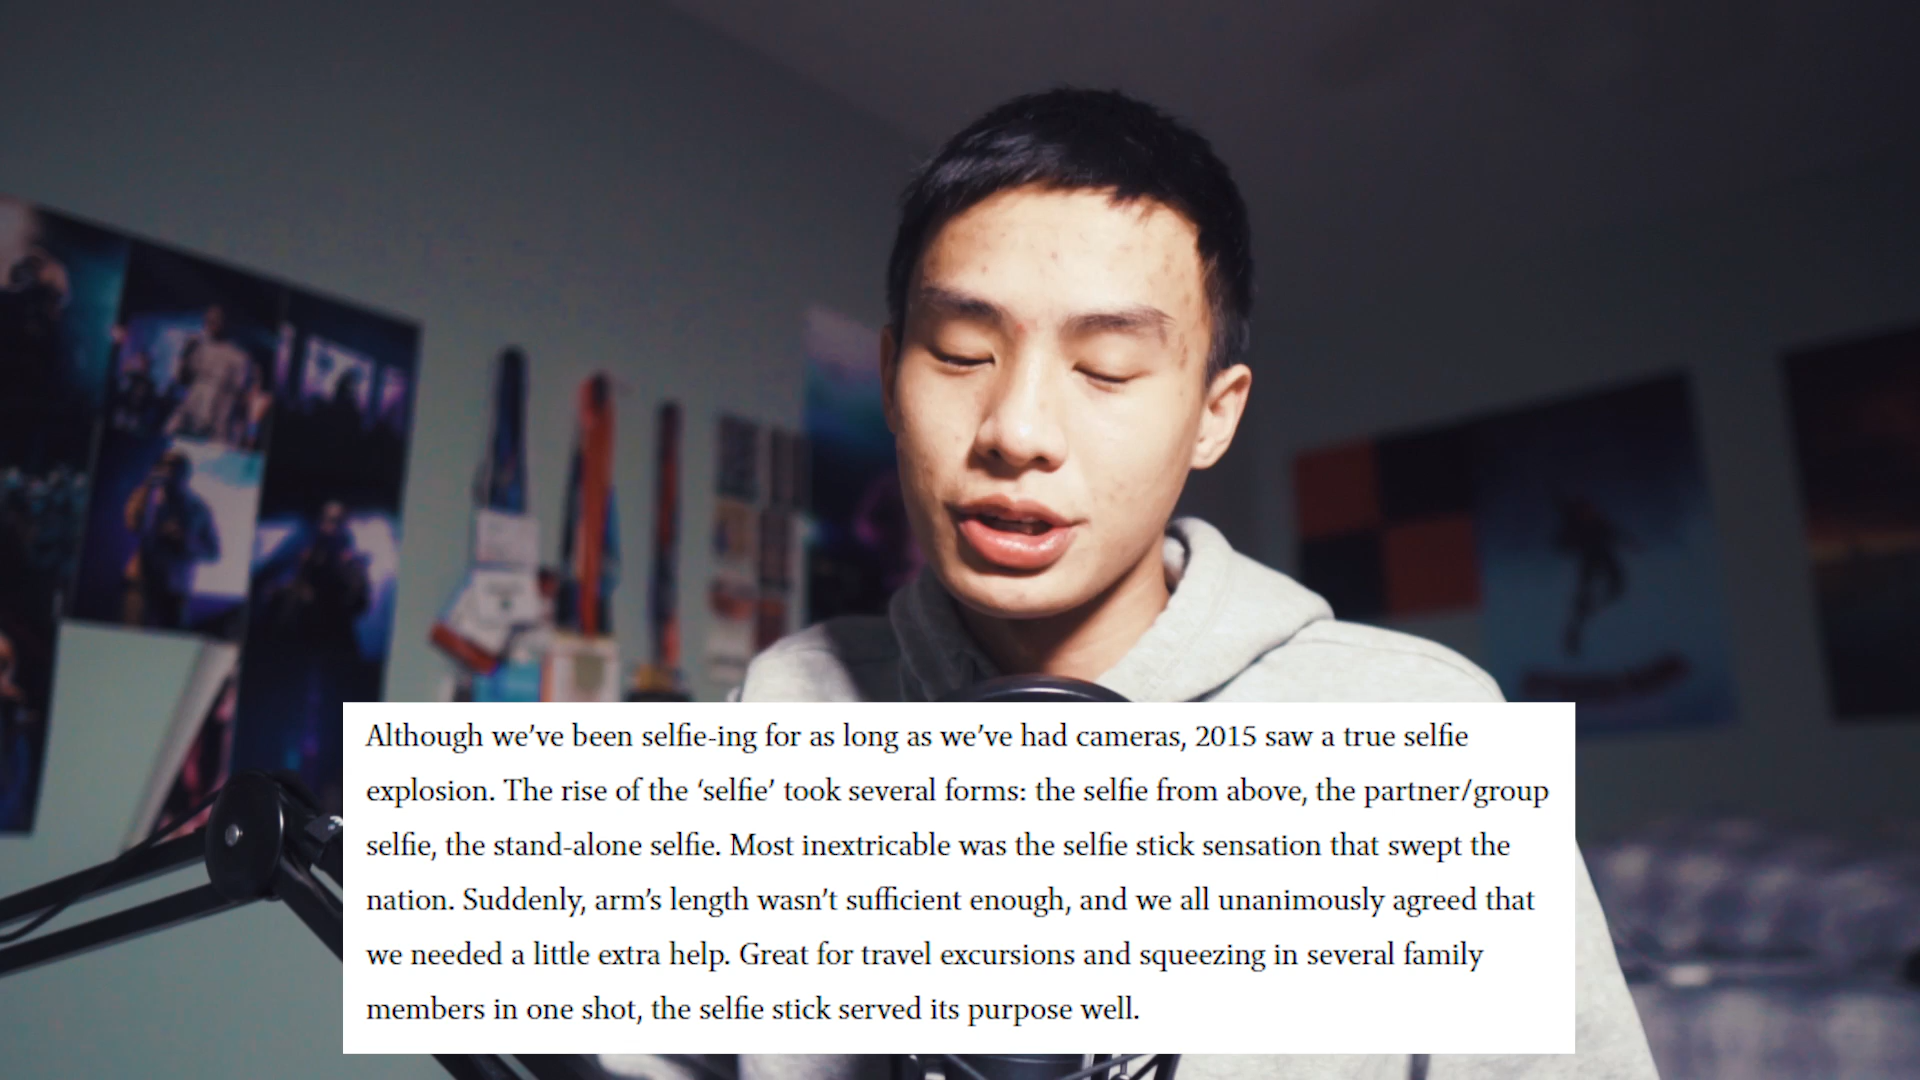 Although we’ve been selfie-ing for as long as we’ve had cameras, 2015 saw a true selfie
explosion. The rise of the ‘selfie’ took several forms: the selfie from above, the partner/group
selfie, the stand-alone selfie. Most inextricable was the selfie stick sensation that swept the
nation. Suddenly, arm’s length wasn’t sufficient enough, and we all unanimously agreed that
we needed a little extra help. Great for travel excursions and squeezing in several family
members in one shot, the selfie stick served its purpose well.